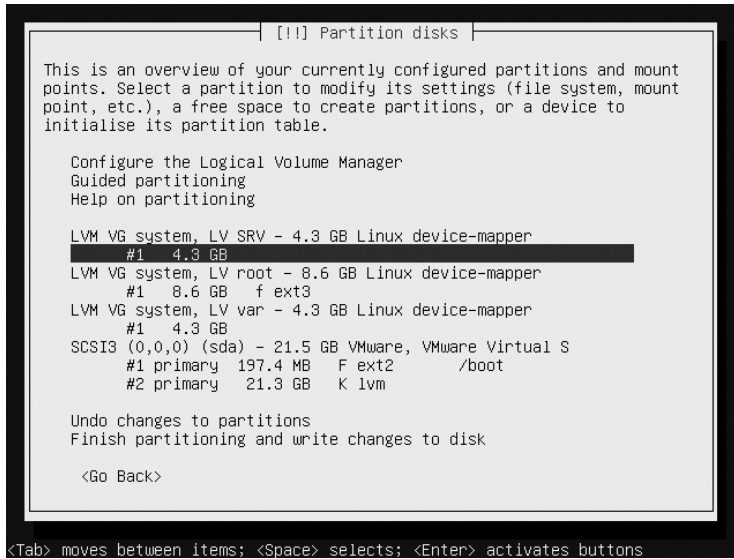 [!!] Partition disks
This is an overview of your currently configured partitions and mount
points. Select a partition to modify its settings (file system, mount
point, etc.), a free space to create partitions, or a device to
initialise its partition table.
Configure the Logical Volume Manager
Guided partitioning
Help on partitioning
LVM VG system, LV SRV - 4.3 GB Linux device-mapper
#1 4.3 GB
LVM VG system, LV root - 8.6 GB Linux device-mapper
#1 8.6 GB f ext3
LVM VG system, LV var - 4.3 GB Linux device-mapper
#1 4.3 GB
SCSI3 (0,0,0) (sda) - 21.5 GB VMware, VMware Virtual S
#1 primary 197.4 MB F ext2 /boot
#2 primary 21.3 GB K lvm
Undo changes to partitions
Finish partitioning and write changes to disk
<Go Back>
<Tab> moves between items; <Space> selects; <Enter> activates buttons